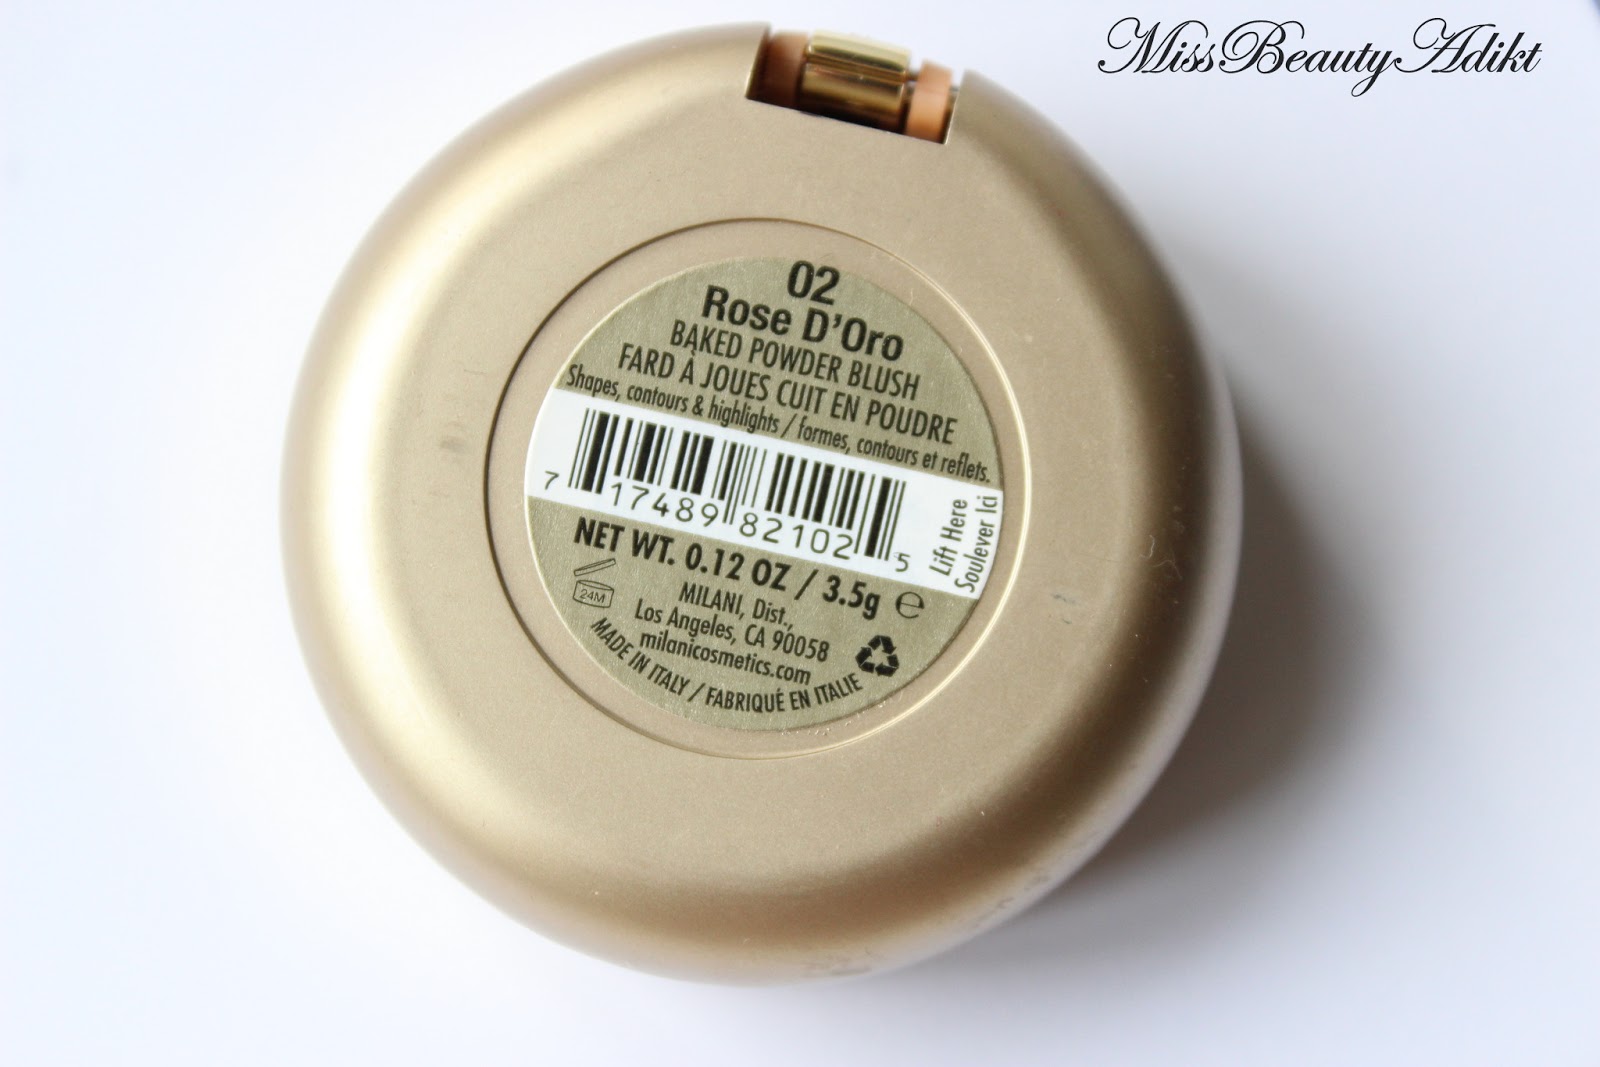 MissBeautyAdikt
02
Rose D'Oro
BAKED POWDER BLUSH
FARD À JOUES CUIT EN POUDRE
Shapes, contours & highlights / formes, contours et reflets.
7 17489 82102 5
Lift Here
Soulever Ici
NET WT. 0.12 OZ / 3.5g ℮
24M
MILANI, Dist.,
Los Angeles, CA 90058
milanicosmetics.com
MADE IN ITALY / FABRIQUÉ EN ITALIE